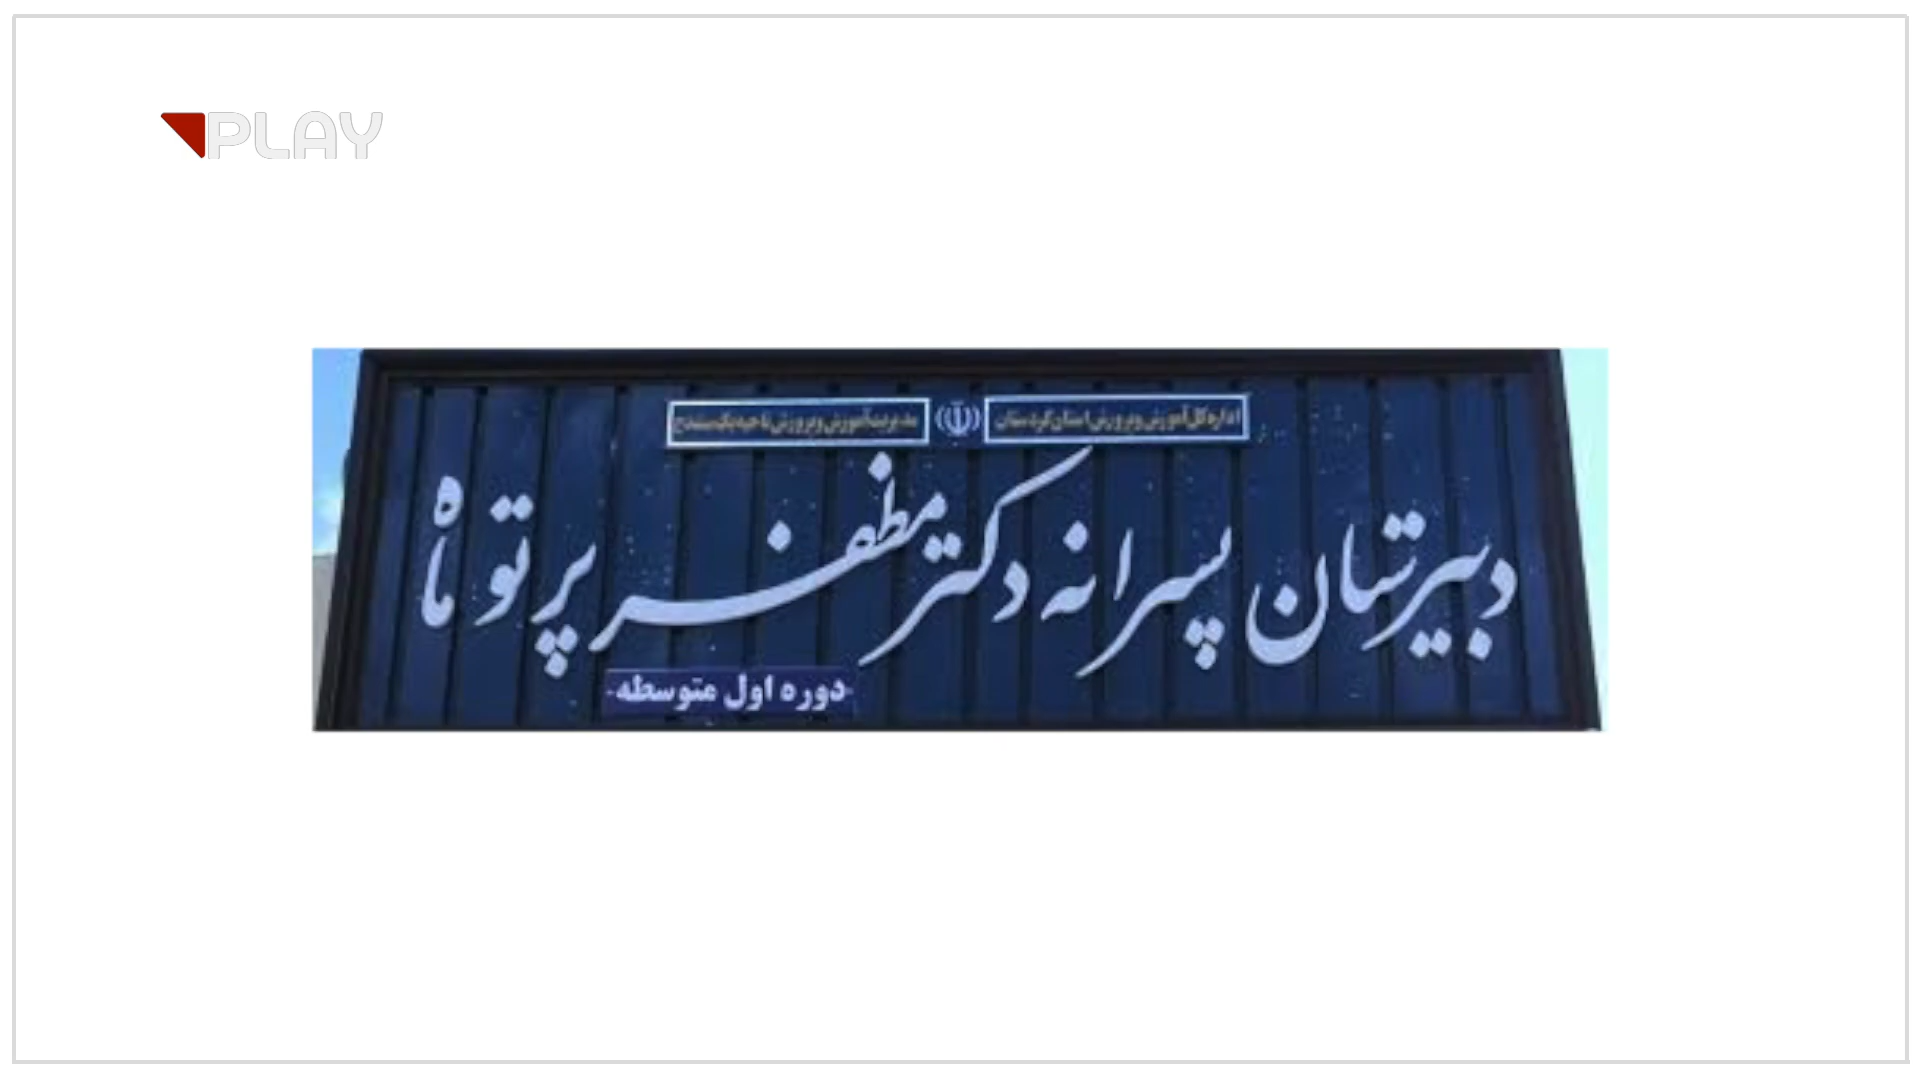 PLAY
اداره کل آموزش و پرورش استان کردستان
مدیریت آموزش و پرورش ناحیه یک سنندج
دبیرستان پسرانه دکتر مظفر پرتوماه
دوره اول متوسطه